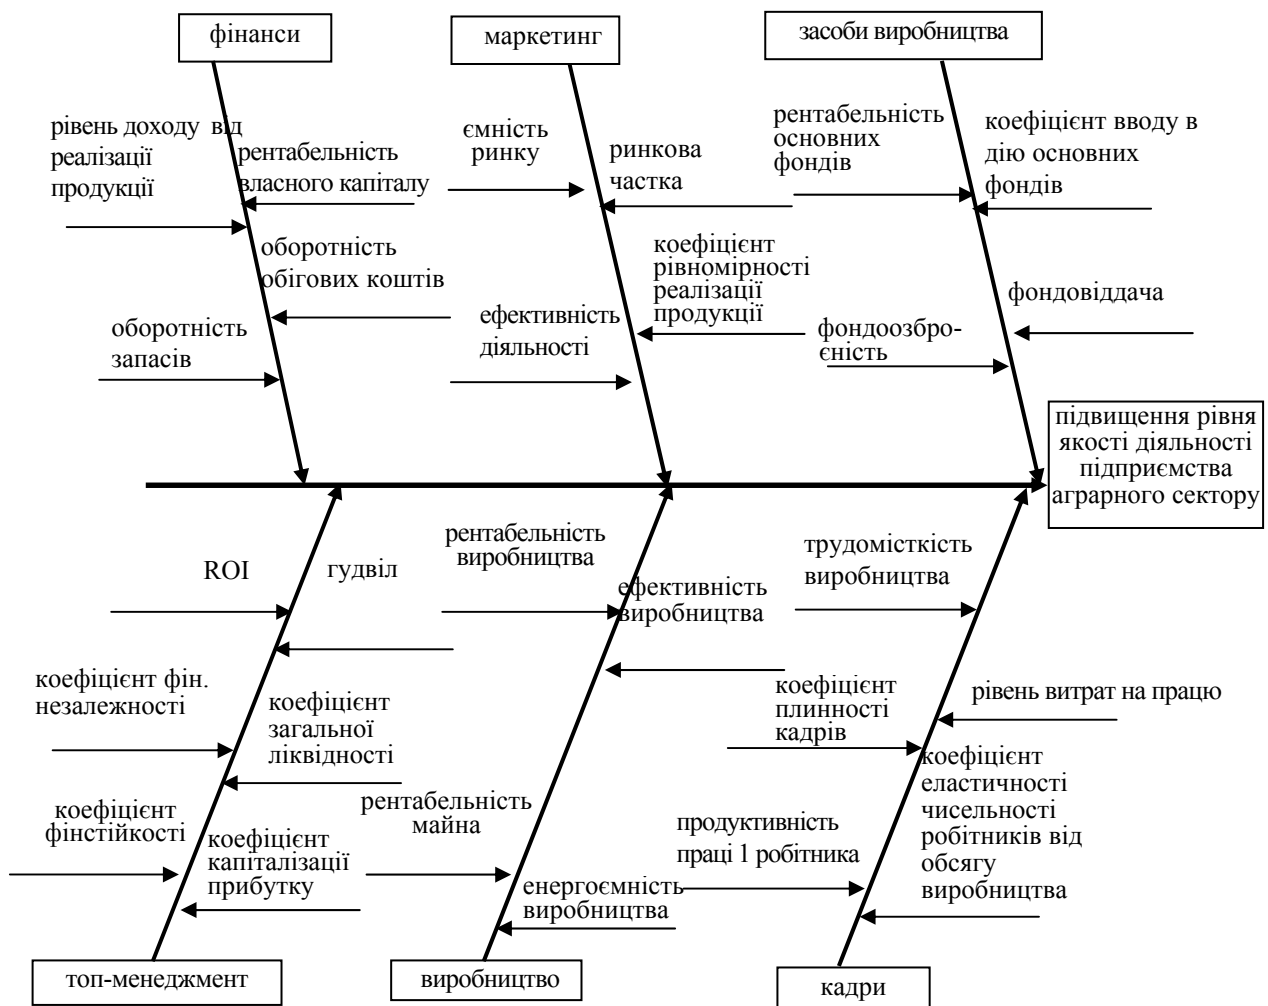 фінанси
маркетинг
засоби виробництва
рівень доходу від
реалізації
продукції
рентабельність
власного капіталу
ємність
ринку
ринкова
частка
рентабельність
основних
фондів
коефіцієнт вводу в
дію основних
фондів
оборотність
обігових коштів
коефіцієнт
рівномірності
реалізації
продукції
фондовіддача
оборотність
запасів
ефективність
діяльності
фондоозбро-
єність
підвищення рівня
якості діяльності
підприємства
аграрного сектору
ROI
гудвіл
рентабельність
виробництва
ефективність
виробництва
трудомісткість
виробництва
коефіцієнт фін.
незалежності
коефіцієнт
загальної
ліквідності
коефіцієнт
плинності
кадрів
рівень витрат на працю
коефіцієнт
фінстійкості
коефіцієнт
капіталізації
прибутку
рентабельність
майна
енергоємність
виробництва
продуктивність
праці 1 робітника
коефіцієнт
еластичності
чисельності
робітників від
обсягу
виробництва
топ-менеджмент
виробництво
кадри